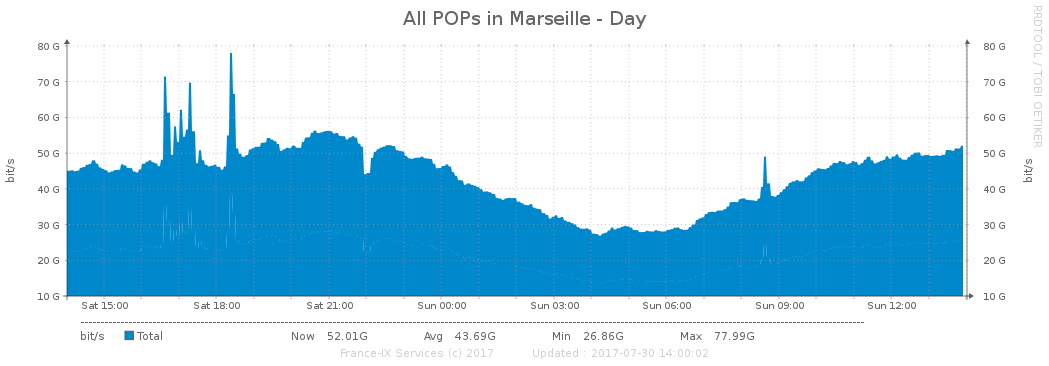 All POPs in Marseille - Day
RRDTOOL / TOBI OETIKER
80 G 80 G
70 G 70 G
60 G 60 G
50 G 50 G
40 G 40 G
30 G 30 G
20 G 20 G
10 G 10 G
bit/s bit/s
Sat 15:00 Sat 18:00 Sat 21:00 Sun 00:00 Sun 03:00 Sun 06:00 Sun 09:00 Sun 12:00
bit/s Total Now 52.01G Avg 43.69G Min 26.86G Max 77.99G
France-IX Services (c) 2017 Updated : 2017-07-30 14:00:02